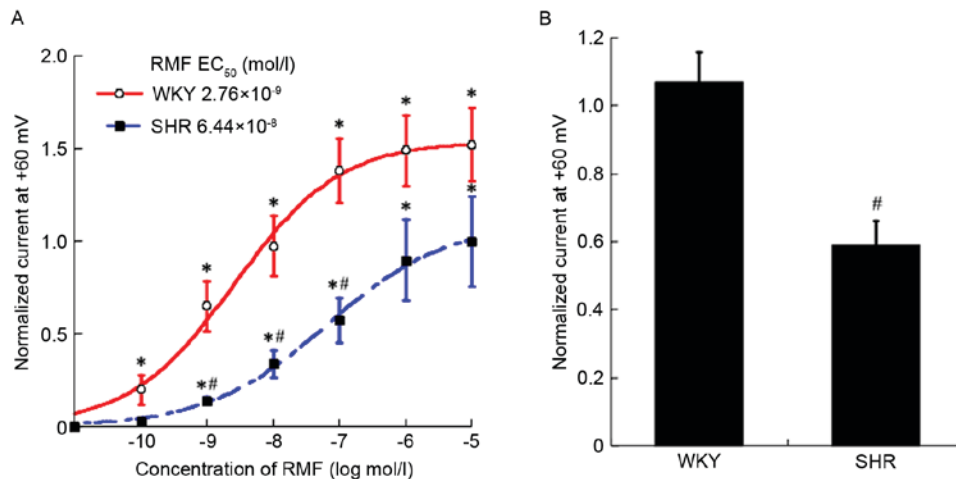 A
RMF EC₅₀ (mol/l)
WKY 2.76×10⁻⁹
SHR 6.44×10⁻⁸
Normalized current at +60 mV
2.0
1.5
1.0
0.5
0
* * * * * *
* *
*# *# *#
-10 -9 -8 -7 -6 -5
Concentration of RMF (log mol/l)
B
Normalized current at +60 mV
1.2
1.0
0.8
0.6
0.4
0.2
0
#
WKY SHR